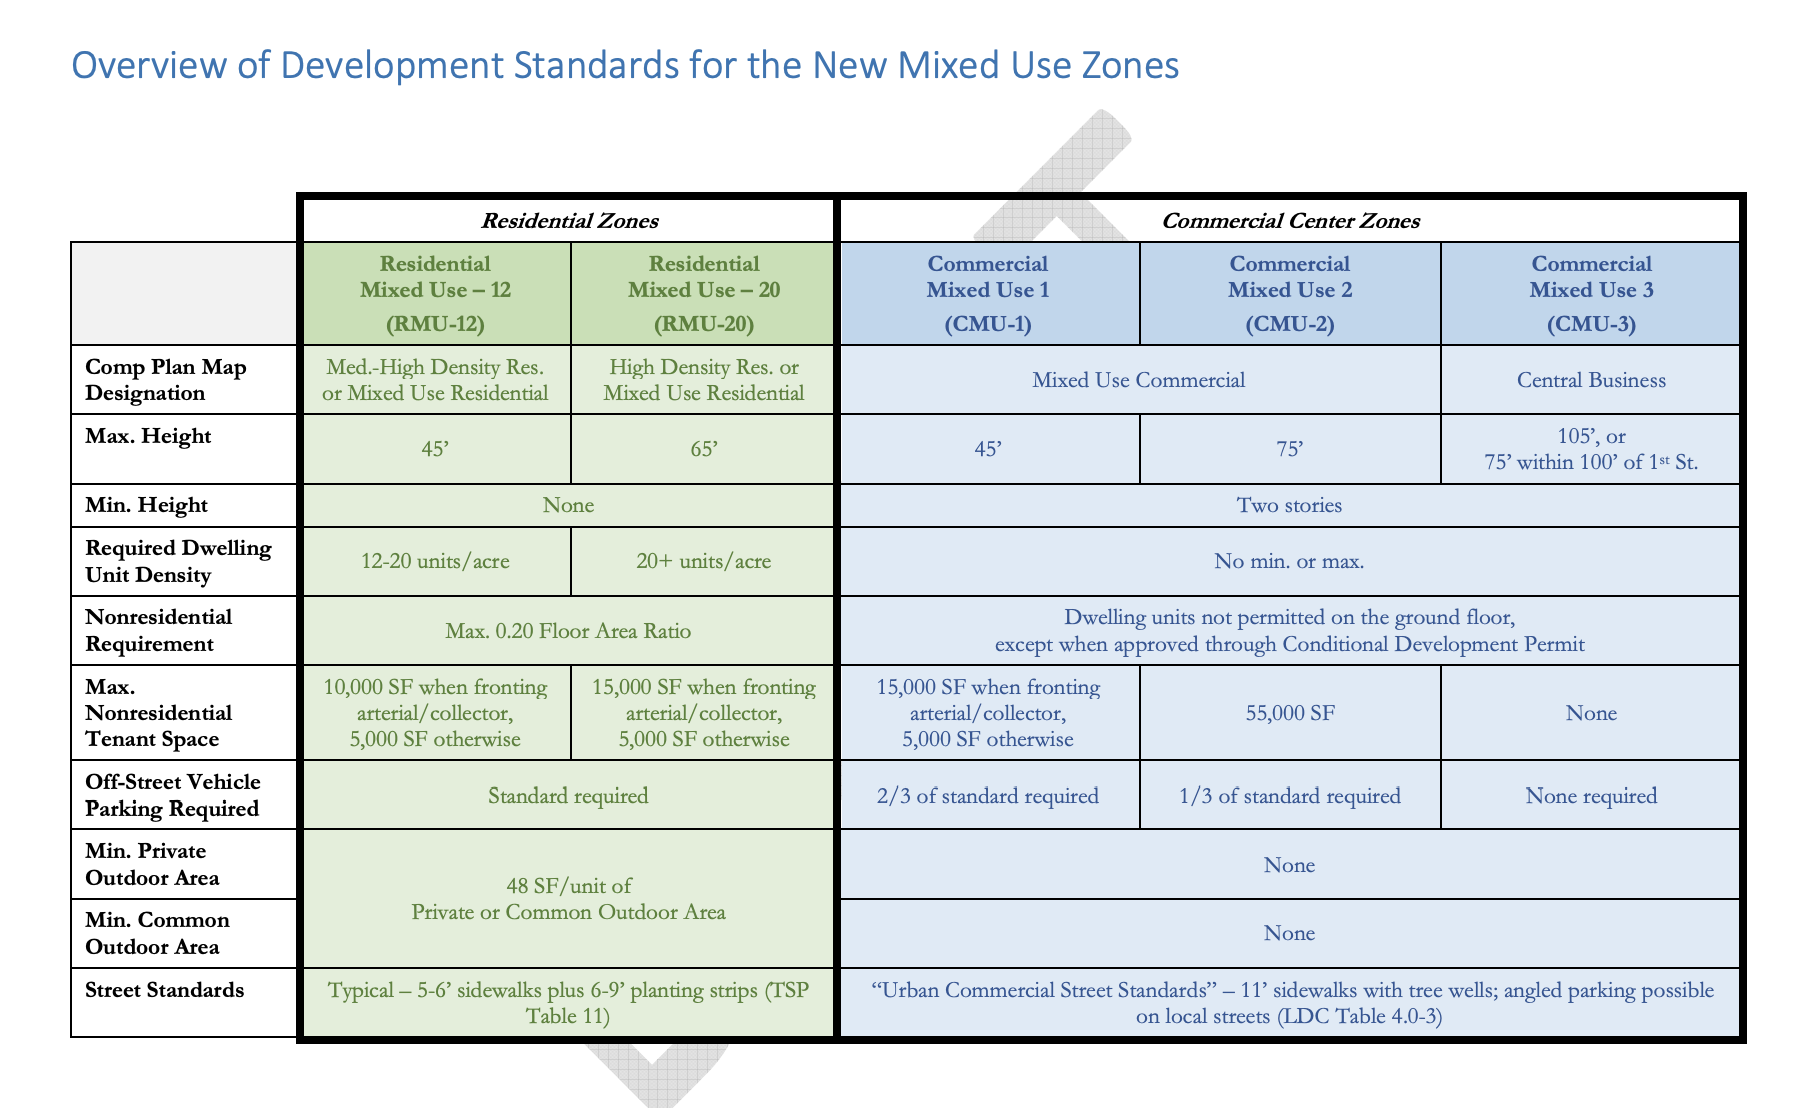 Overview of Development Standards for the New Mixed Use Zones
Residential Zones
Commercial Center Zones
Residential
Mixed Use – 12
(RMU-12)
Residential
Mixed Use – 20
(RMU-20)
Commercial
Mixed Use 1
(CMU-1)
Commercial
Mixed Use 2
(CMU-2)
Commercial
Mixed Use 3
(CMU-3)
Comp Plan Map
Designation
Med.-High Density Res.
or Mixed Use Residential
High Density Res. or
Mixed Use Residential
Mixed Use Commercial
Central Business
Max. Height
45’
65’
45’
75’
105’, or
75’ within 100’ of 1st St.
Min. Height
None
Two stories
Required Dwelling
Unit Density
12-20 units/acre
20+ units/acre
No min. or max.
Nonresidential
Requirement
Max. 0.20 Floor Area Ratio
Dwelling units not permitted on the ground floor,
except when approved through Conditional Development Permit
Max.
Nonresidential
Tenant Space
10,000 SF when fronting
arterial/collector,
5,000 SF otherwise
15,000 SF when fronting
arterial/collector,
5,000 SF otherwise
15,000 SF when fronting
arterial/collector,
5,000 SF otherwise
55,000 SF
None
Off-Street Vehicle
Parking Required
Standard required
2/3 of standard required
1/3 of standard required
None required
Min. Private
Outdoor Area
48 SF/unit of
Private or Common Outdoor Area
None
Min. Common
Outdoor Area
None
Street Standards
Typical – 5-6’ sidewalks plus 6-9’ planting strips (TSP
Table 11)
“Urban Commercial Street Standards” – 11’ sidewalks with tree wells; angled parking possible
on local streets (LDC Table 4.0-3)